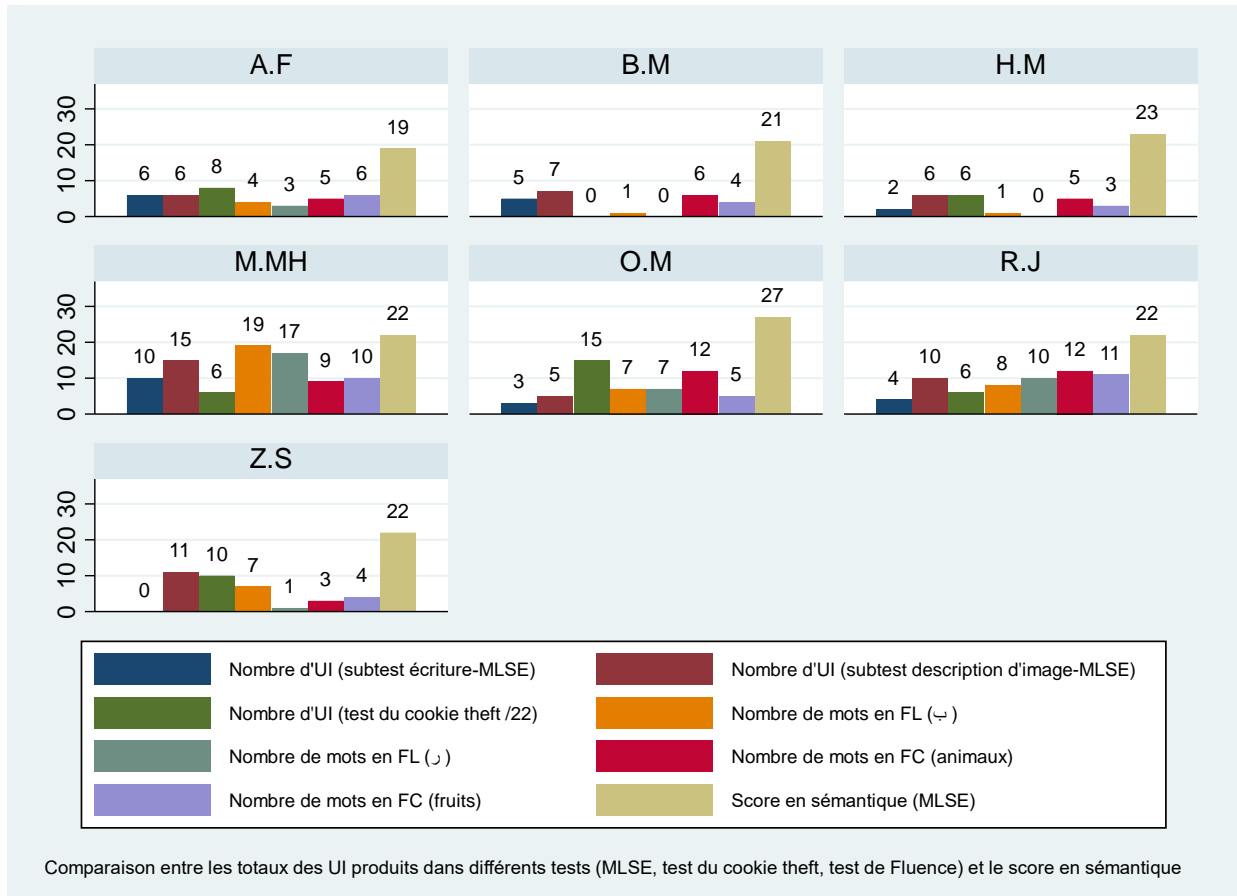 A.F
B.M
H.M
0 10 20 30
6 6 8 4 3 5 6 19
5 7 0 1 0 6 4 21
2 6 6 1 0 5 3 23
M.MH
O.M
R.J
0 10 20 30
10 15 6 19 17 9 10 22
3 5 15 7 7 12 5 27
4 10 6 8 10 12 11 22
Z.S
0 10 20 30
0 11 10 7 1 3 4 22
Nombre d'UI (subtest écriture-MLSE)
Nombre d'UI (subtest description d'image-MLSE)
Nombre d'UI (test du cookie theft /22)
Nombre de mots en FL (ب)
Nombre de mots en FL (ر)
Nombre de mots en FC (animaux)
Nombre de mots en FC (fruits)
Score en sémantique (MLSE)
Comparaison entre les totaux des UI produits dans différents tests (MLSE, test du cookie theft, test de Fluence) et le score en sémantique